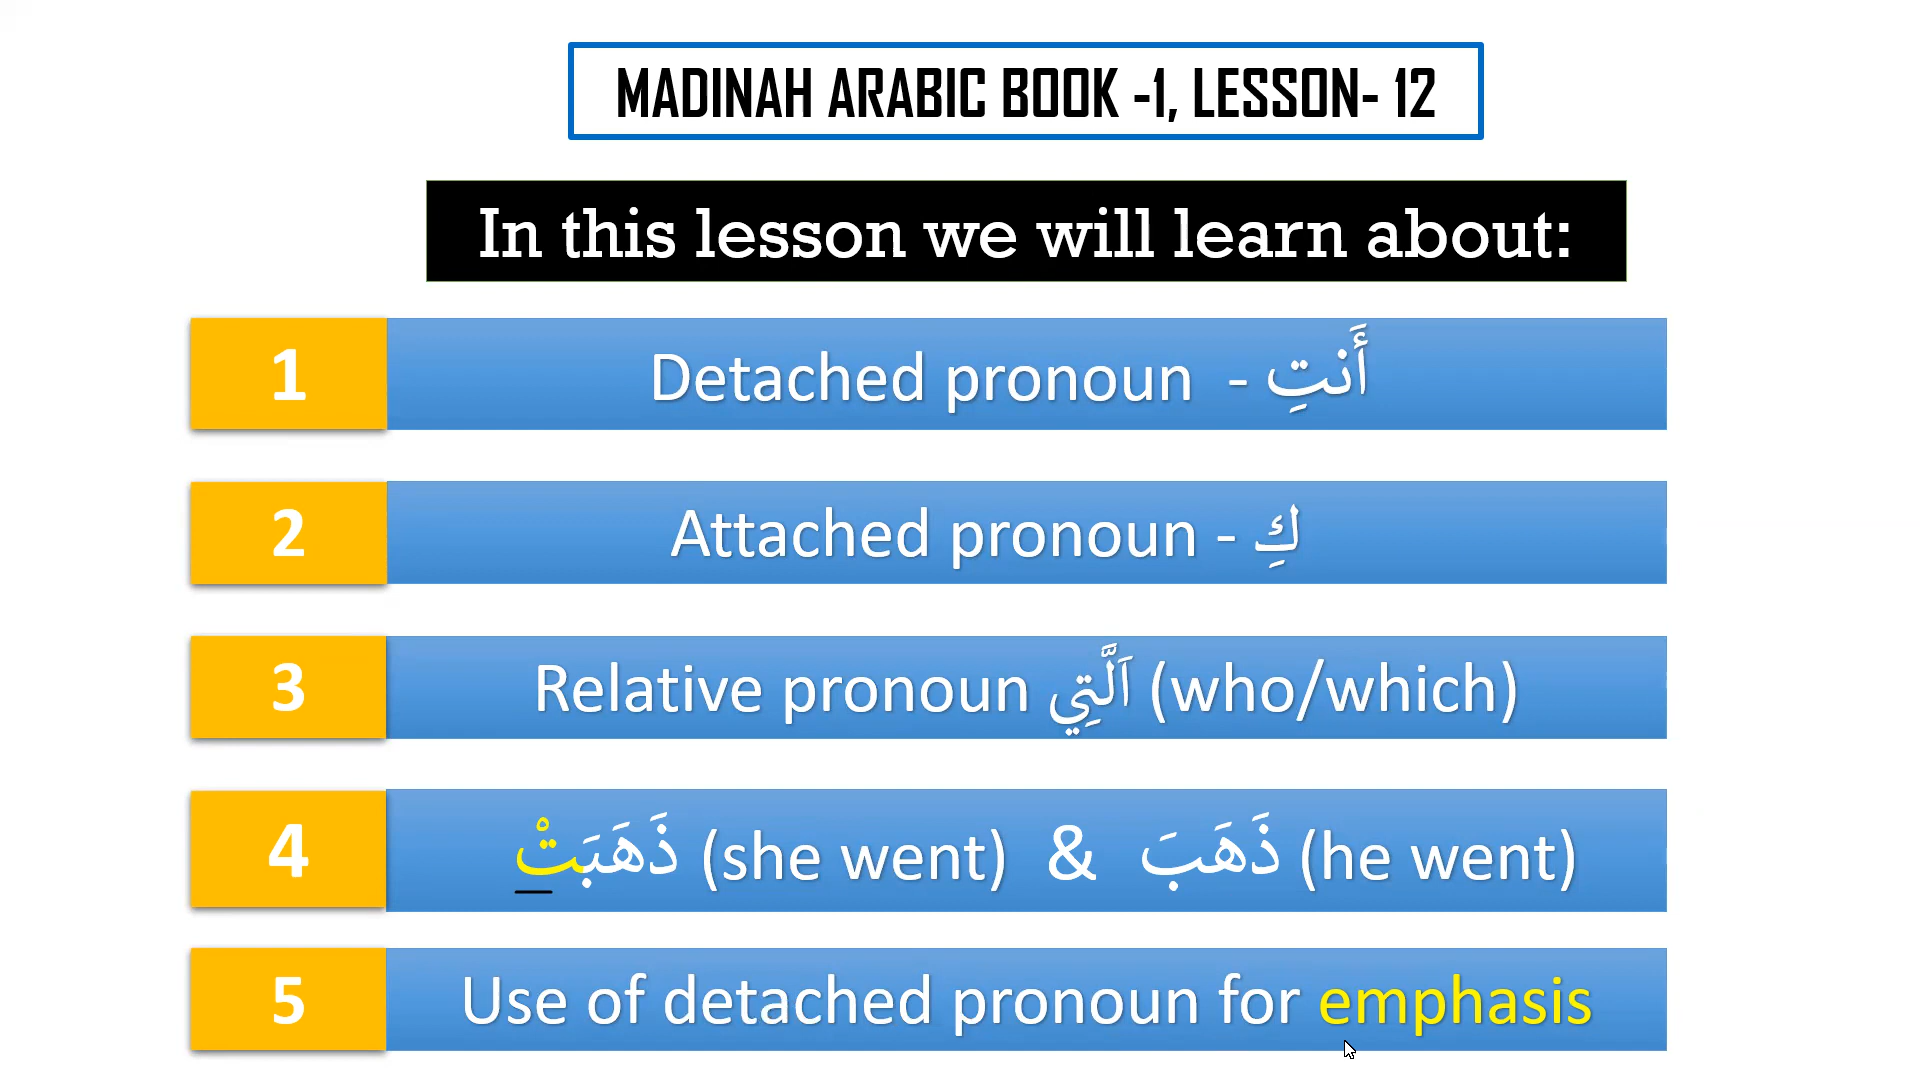 MADINAH ARABIC BOOK -1, LESSON- 12
In this lesson we will learn about:
1
Detached pronoun - أَنتِ
2
Attached pronoun - كِ
3
Relative pronoun اَلَّتِي (who/which)
4
ذَهَبَتْ (she went) & ذَهَبَ (he went)
5
Use of detached pronoun for emphasis